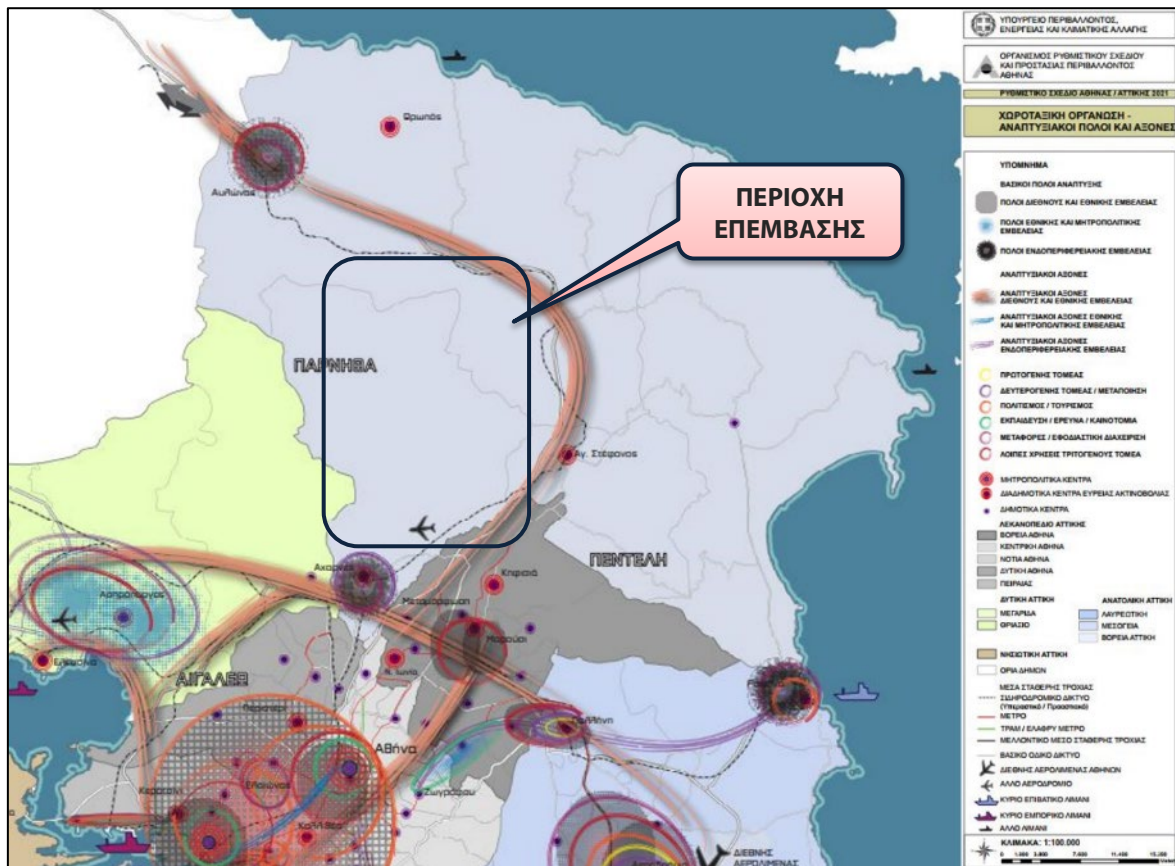 Ωρωπός
Αυλώνας
ΠΕΡΙΟΧΗ
ΕΠΕΜΒΑΣΗΣ
ΠΑΡΝΗΘΑ
Αγ. Στέφανος
ΠΕΝΤΕΛΗ
Αχαρνές
Κηφισιά
Μεταμόρφωση
Μαρούσι
Ασπρόπυργος
Ελευσίνα
Ν. Ιωνία
ΑΙΓΑΛΕΩ
Περιστέρι
Παλλήνη
Αθήνα
Ζωγράφου
Ελαιώνας
Καλλιθέα
Κερατσίνι
ΔΙΕΘΝΗΣ
ΑΕΡΟΛΙΜΕΝΑΣ
ΥΠΟΥΡΓΕΙΟ ΠΕΡΙΒΑΛΛΟΝΤΟΣ,
ΕΝΕΡΓΕΙΑΣ ΚΑΙ ΚΛΙΜΑΤΙΚΗΣ ΑΛΛΑΓΗΣ
ΟΡΓΑΝΙΣΜΟΣ ΡΥΘΜΙΣΤΙΚΟΥ ΣΧΕΔΙΟΥ
ΚΑΙ ΠΡΟΣΤΑΣΙΑΣ ΠΕΡΙΒΑΛΛΟΝΤΟΣ
ΑΘΗΝΑΣ
ΡΥΘΜΙΣΤΙΚΟ ΣΧΕΔΙΟ ΑΘΗΝΑΣ / ΑΤΤΙΚΗΣ 2021
ΧΩΡΟΤΑΞΙΚΗ ΟΡΓΑΝΩΣΗ -
ΑΝΑΠΤΥΞΙΑΚΟΙ ΠΟΛΟΙ ΚΑΙ ΑΞΟΝΕΣ
ΥΠΟΜΝΗΜΑ
ΒΑΣΙΚΟΙ ΠΟΛΟΙ ΑΝΑΠΤΥΞΗΣ
ΠΟΛΟΙ ΔΙΕΘΝΟΥΣ ΚΑΙ ΕΘΝΙΚΗΣ ΕΜΒΕΛΕΙΑΣ
ΠΟΛΟΙ ΕΘΝΙΚΗΣ ΚΑΙ ΜΗΤΡΟΠΟΛΙΤΙΚΗΣ
ΕΜΒΕΛΕΙΑΣ
ΠΟΛΟΙ ΕΝΔΟΠΕΡΙΦΕΡΕΙΑΚΗΣ ΕΜΒΕΛΕΙΑΣ
ΑΝΑΠΤΥΞΙΑΚΟΙ ΑΞΟΝΕΣ
ΑΝΑΠΤΥΞΙΑΚΟΙ ΑΞΟΝΕΣ
ΔΙΕΘΝΟΥΣ ΚΑΙ ΕΘΝΙΚΗΣ ΕΜΒΕΛΕΙΑΣ
ΑΝΑΠΤΥΞΙΑΚΟΙ ΑΞΟΝΕΣ ΕΘΝΙΚΗΣ
ΚΑΙ ΜΗΤΡΟΠΟΛΙΤΙΚΗΣ ΕΜΒΕΛΕΙΑΣ
ΑΝΑΠΤΥΞΙΑΚΟΙ ΑΞΟΝΕΣ
ΕΝΔΟΠΕΡΙΦΕΡΕΙΑΚΗΣ ΕΜΒΕΛΕΙΑΣ
ΠΡΩΤΟΓΕΝΗΣ ΤΟΜΕΑΣ
ΔΕΥΤΕΡΟΓΕΝΗΣ ΤΟΜΕΑΣ / ΜΕΤΑΠΟΙΗΣΗ
ΠΟΛΙΤΙΣΜΟΣ / ΤΟΥΡΙΣΜΟΣ
ΕΚΠΑΙΔΕΥΣΗ / ΕΡΕΥΝΑ / ΚΑΙΝΟΤΟΜΙΑ
ΜΕΤΑΦΟΡΕΣ / ΕΦΟΔΙΑΣΤΙΚΗ ΔΙΑΧΕΙΡΙΣΗ
ΛΟΙΠΕΣ ΧΡΗΣΕΙΣ ΤΡΙΤΟΓΕΝΟΥΣ ΤΟΜΕΑ
ΜΗΤΡΟΠΟΛΙΤΙΚΑ ΚΕΝΤΡΑ
ΔΙΑΔΗΜΟΤΙΚΑ ΚΕΝΤΡΑ ΕΥΡΕΙΑΣ ΑΚΤΙΝΟΒΟΛΙΑΣ
ΔΗΜΟΤΙΚΑ ΚΕΝΤΡΑ
ΛΕΚΑΝΟΠΕΔΙΟ ΑΤΤΙΚΗΣ
ΒΟΡΕΙΑ ΑΘΗΝΑ
ΚΕΝΤΡΙΚΗ ΑΘΗΝΑ
ΝΟΤΙΑ ΑΘΗΝΑ
ΔΥΤΙΚΗ ΑΘΗΝΑ
ΠΕΙΡΑΙΑΣ
ΔΥΤΙΚΗ ΑΤΤΙΚΗ
ΜΕΓΑΡΙΔΑ
ΘΡΙΑΣΙΟ
ΑΝΑΤΟΛΙΚΗ ΑΤΤΙΚΗ
ΛΑΥΡΕΩΤΙΚΗ
ΜΕΣΟΓΕΙΑ
ΒΟΡΕΙΑ ΑΤΤΙΚΗ
ΝΗΣΙΩΤΙΚΗ ΑΤΤΙΚΗ
ΟΡΙΑ ΔΗΜΩΝ
ΜΕΣΑ ΣΤΑΘΕΡΗΣ ΤΡΟΧΙΑΣ
ΣΙΔΗΡΟΔΡΟΜΙΚΟ ΔΙΚΤΥΟ
(Υπεραστικό / Προαστιακό)
ΜΕΤΡΟ
ΤΡΑΜ / ΕΛΑΦΡΥ ΜΕΤΡΟ
ΜΕΛΛΟΝΤΙΚΟ ΜΕΣΟ ΣΤΑΘΕΡΗΣ ΤΡΟΧΙΑΣ
ΒΑΣΙΚΟ ΟΔΙΚΟ ΔΙΚΤΥΟ
ΔΙΕΘΝΗΣ ΑΕΡΟΛΙΜΕΝΑΣ ΑΘΗΝΩΝ
ΑΛΛΟ ΑΕΡΟΔΡΟΜΙΟ
ΚΥΡΙΟ ΕΠΙΒΑΤΙΚΟ ΛΙΜΑΝΙ
ΚΥΡΙΟ ΕΜΠΟΡΙΚΟ ΛΙΜΑΝΙ
ΑΛΛΟ ΛΙΜΑΝΙ
ΚΛΙΜΑΚΑ: 1:100.000